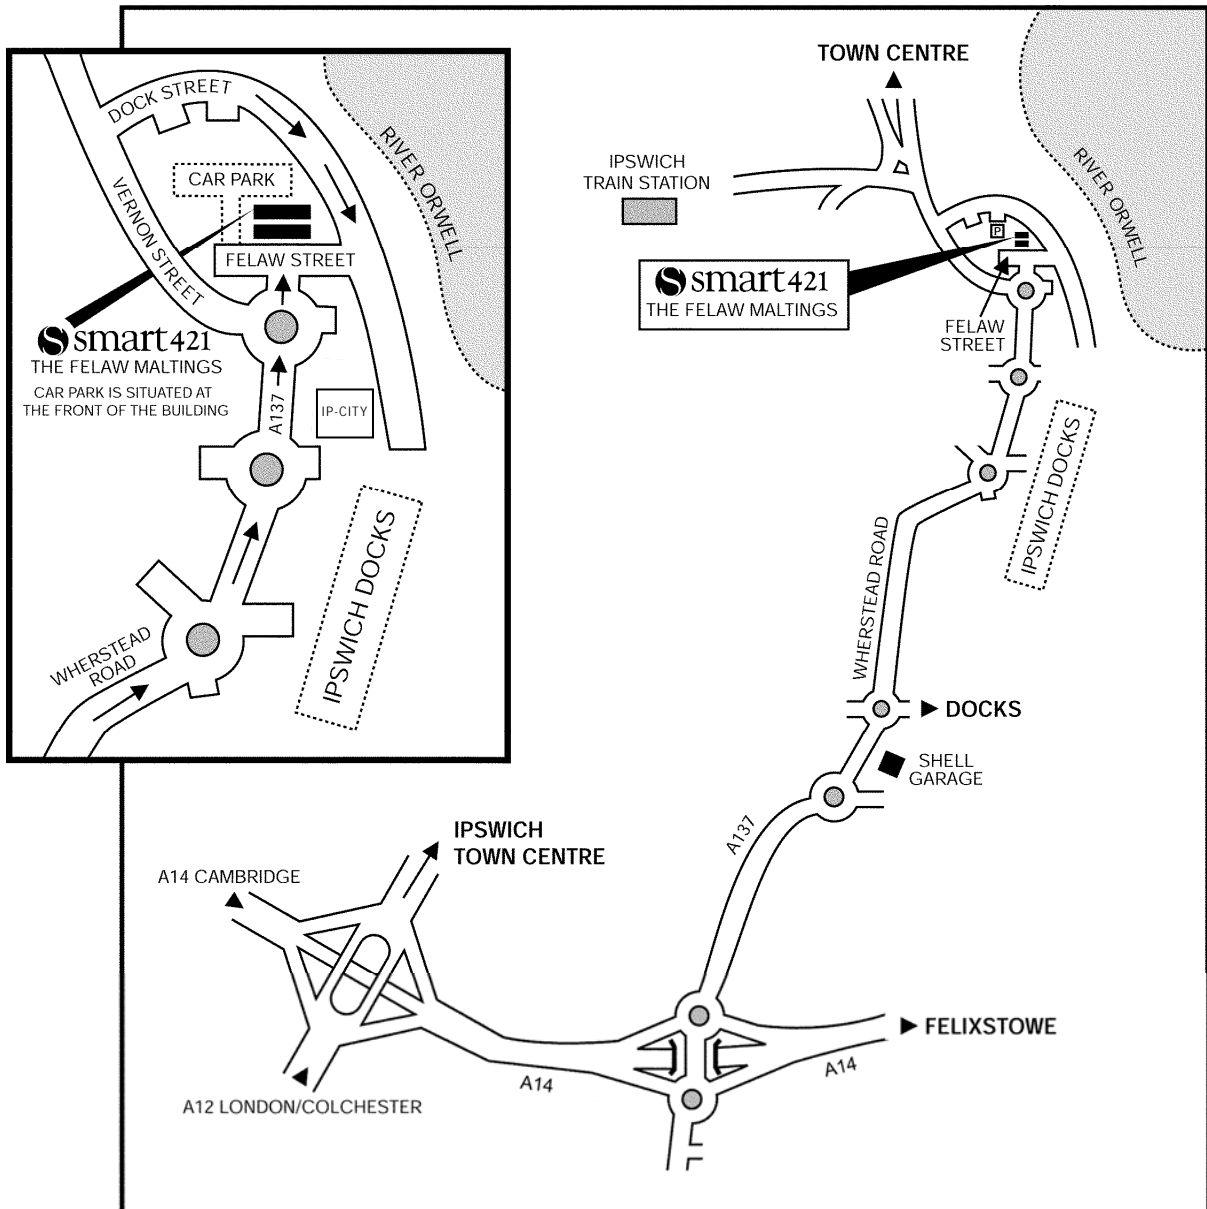 DOCK STREET
CAR PARK
VERNON STREET
RIVER ORWELL
FELAW STREET
smart421
THE FELAW MALTINGS
CAR PARK IS SITUATED AT
THE FRONT OF THE BUILDING
A137
IP-CITY
IPSWICH DOCKS
WHERSTEAD
ROAD
TOWN CENTRE
IPSWICH
TRAIN STATION
RIVER ORWELL
P
smart421
THE FELAW MALTINGS
FELAW
STREET
IPSWICH DOCKS
WHERSTEAD ROAD
DOCKS
SHELL
GARAGE
A137
IPSWICH
TOWN CENTRE
A14 CAMBRIDGE
FELIXSTOWE
A14
A14
A12 LONDON/COLCHESTER